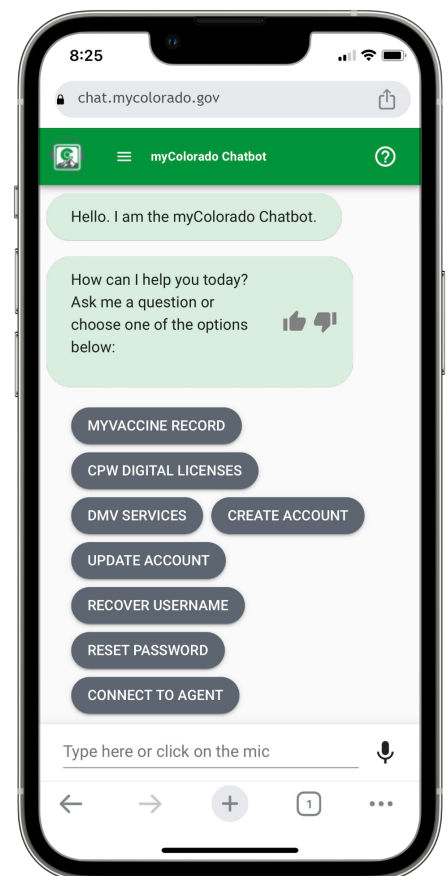 8:25
chat.mycolorado.gov
myColorado Chatbot
Hello. I am the myColorado Chatbot.
How can I help you today?
Ask me a question or
choose one of the options
below:
MYVACCINE RECORD
CPW DIGITAL LICENSES
DMV SERVICES CREATE ACCOUNT
UPDATE ACCOUNT
RECOVER USERNAME
RESET PASSWORD
CONNECT TO AGENT
Type here or click on the mic
1